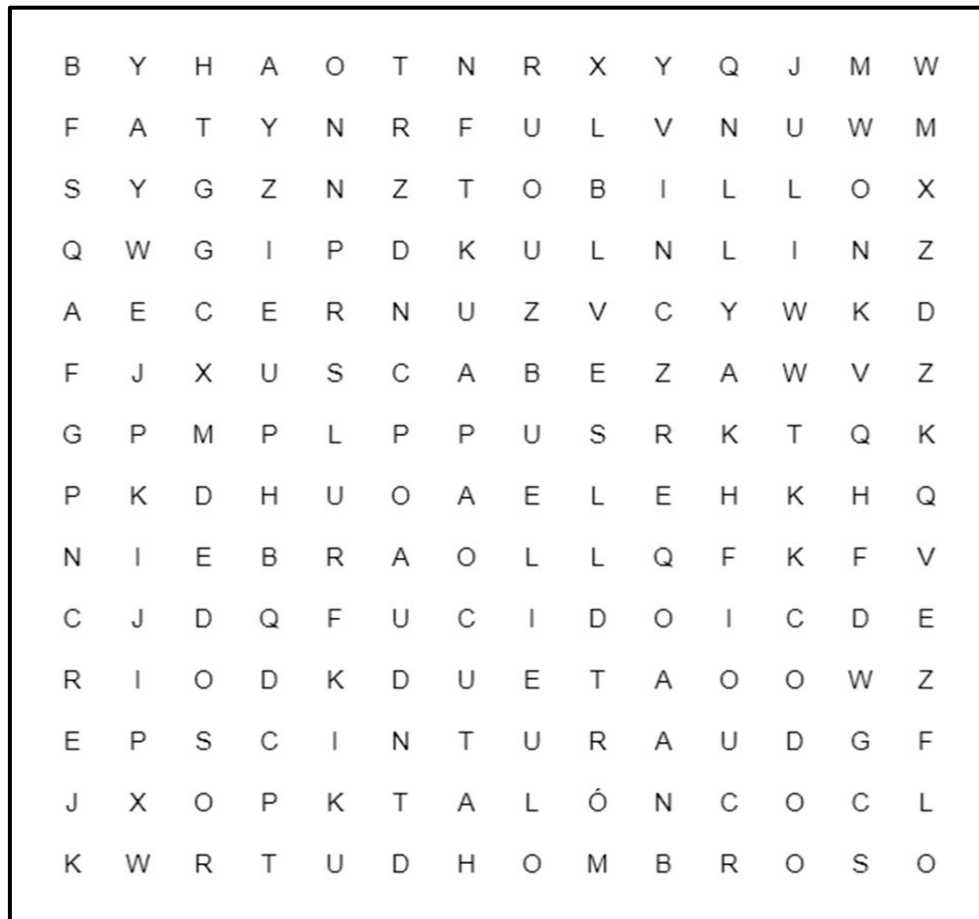 B Y H A O T N R X Y Q J M W
F A T Y N R F U L V N U W M
S Y G Z N Z T O B I L L O X
Q W G I P D K U L N L I N Z
A E C E R N U Z V C Y W K D
F J X U S C A B E Z A W V Z
G P M P L P P U S R K T Q K
P K D H U O A E L E H K H Q
N I E B R A O L L Q F K F V
C J D Q F U C I D O I C D E
R I O D K D U E T A O O W Z
E P S C I N T U R A U D G F
J X O P K T A L Ó N C O C L
K W R T U D H O M B R O S O